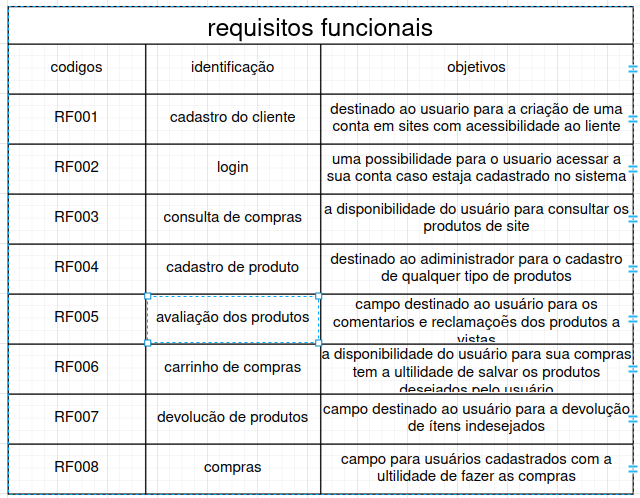 requisitos funcionais
codigos
identificação
objetivos
RF001
cadastro do cliente
destinado ao usuario para a criação de uma
conta em sites com acessibilidade ao liente
RF002
login
uma possibilidade para o usuario acessar a
sua conta caso estaja cadastrado no sistema
RF003
consulta de compras
a disponibilidade do usuário para consultar os
produtos de site
RF004
cadastro de produto
destinado ao adiministrador para o cadastro
de qualquer tipo de produtos
RF005
avaliação dos produtos
campo destinado ao usuário para os
comentarios e reclamaçoẽs dos produtos a
vistas
RF006
carrinho de compras
a disponibilidade do usuário para sua compras
tem a ultilidade de salvar os produtos
desejados pelo usuário
RF007
devolucão de produtos
campo destinado ao usuário para a devolução
de ítens indesejados
RF008
compras
campo para usuários cadastrados com a
ultilidade de fazer as compras